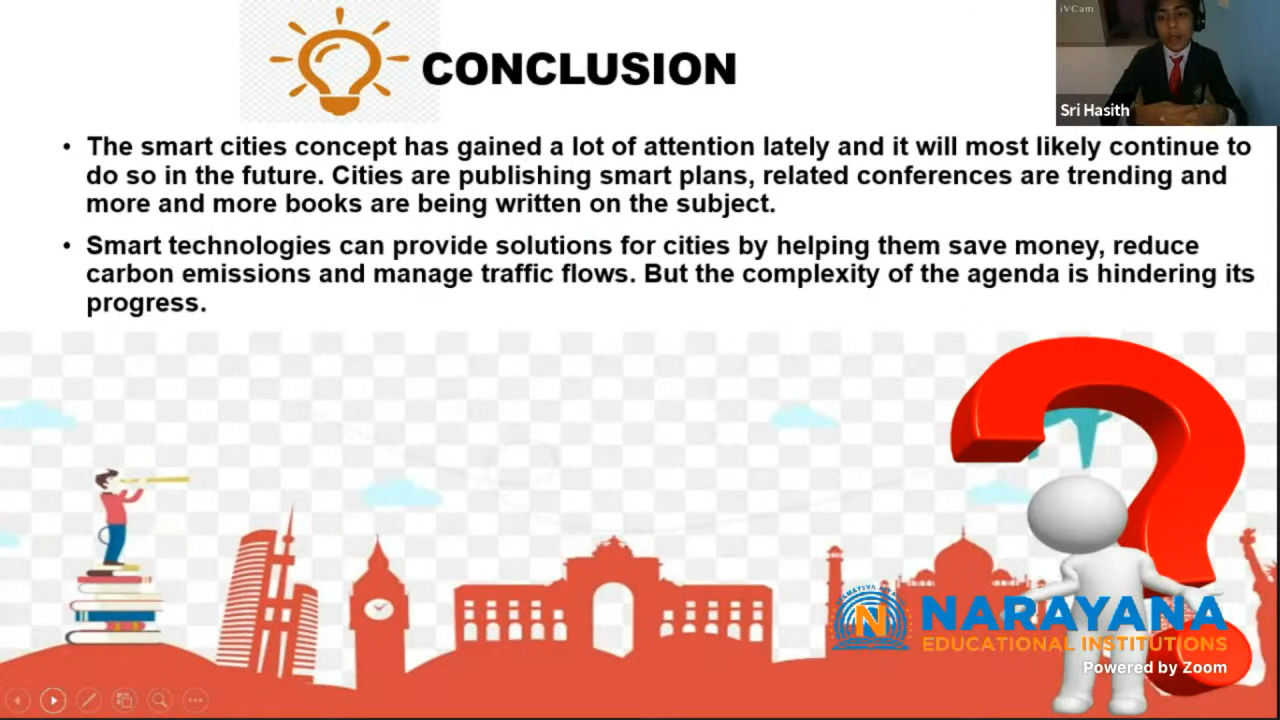 iVCam
CONCLUSION
Sri Hasith
• The smart cities concept has gained a lot of attention lately and it will most likely continue to
do so in the future. Cities are publishing smart plans, related conferences are trending and
more and more books are being written on the subject.
• Smart technologies can provide solutions for cities by helping them save money, reduce
carbon emissions and manage traffic flows. But the complexity of the agenda is hindering its
progress.
N
NARAYANA
EDUCATIONAL INSTITUTIONS
Powered by Zoom